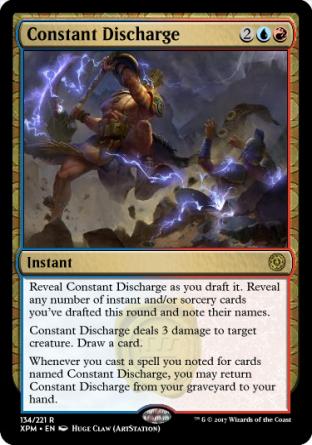 Constant Discharge 2
Instant
Reveal Constant Discharge as you draft it. Reveal
any number of instant and/or sorcery cards
you've drafted this round and note their names.
Constant Discharge deals 3 damage to target
creature. Draw a card.
Whenever you cast a spell you noted for cards
named Constant Discharge, you may return
Constant Discharge from your graveyard to your
hand.
134/221 R
XPM • EN HUGE CLAW (ARTSTATION)
™ & © 2017 Wizards of the Coast